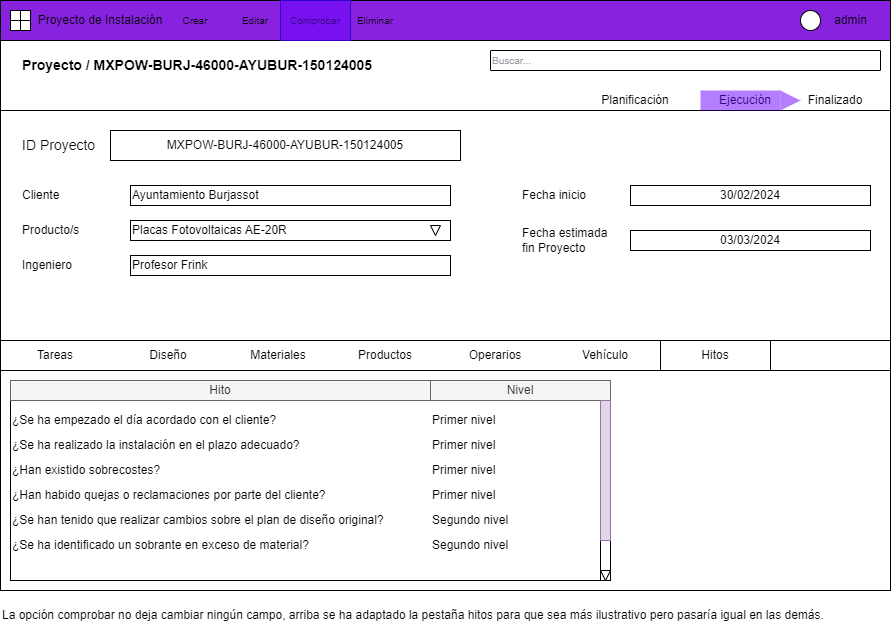 Proyecto de Instalación Crear Editar Comprobar Eliminar admin
Proyecto / MXPOW-BURJ-46000-AYUBUR-150124005
Buscar...
Planificación Ejecución Finalizado
ID Proyecto MXPOW-BURJ-46000-AYUBUR-150124005
Cliente Ayuntamiento Burjassot
Fecha inicio 30/02/2024
Producto/s Placas Fotovoltaicas AE-20R
Fecha estimada
fin Proyecto 03/03/2024
Ingeniero Profesor Frink
Tareas Diseño Materiales Productos Operarios Vehículo Hitos
Hito Nivel
¿Se ha empezado el día acordado con el cliente? Primer nivel
¿Se ha realizado la instalación en el plazo adecuado? Primer nivel
¿Han existido sobrecostes? Primer nivel
¿Han habido quejas o reclamaciones por parte del cliente? Primer nivel
¿Se han tenido que realizar cambios sobre el plan de diseño original? Segundo nivel
¿Se ha identificado un sobrante en exceso de material? Segundo nivel
La opción comprobar no deja cambiar ningún campo, arriba se ha adaptado la pestaña hitos para que sea más ilustrativo pero pasaría igual en las demás.